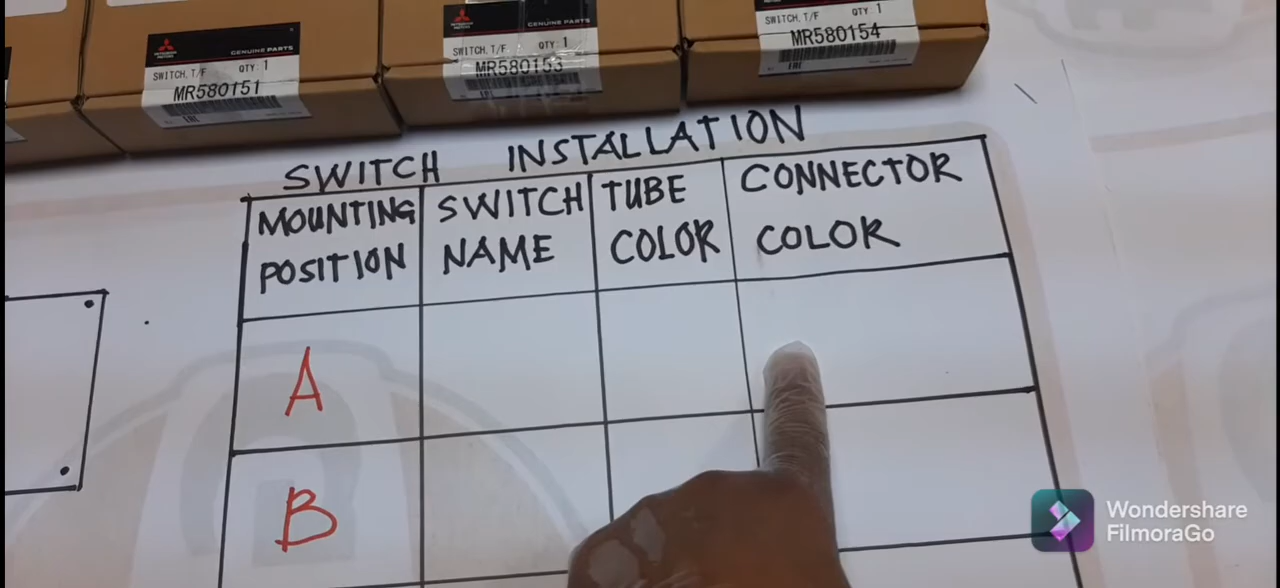 GENUINE PARTS
SWITCH, T/F QTY: 1
MR580151
GENUINE PARTS
SWITCH, T/F QTY: 1
MR580153
SWITCH, T/F QTY: 1
MR580154
SWITCH INSTALLATION
MOUNTING POSITION
SWITCH NAME
TUBE COLOR
CONNECTOR COLOR
A
B
Wondershare
FilmoraGo